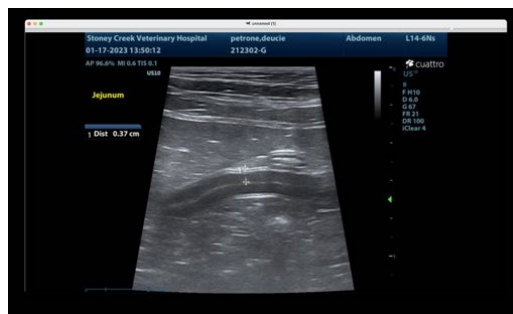 unnamed (1)
Stoney Creek Veterinary Hospital petrone,deucie Abdomen L14-6Ns
01-17-2023 13:50:12 212302-G
AP 96.6% MI 0.6 TIS 0.1
US10
cuattro
US
Jejunum
F H10
D 6.0
G 67
FR 21
DR 100
iClear 4
1 Dist 0.37 cm